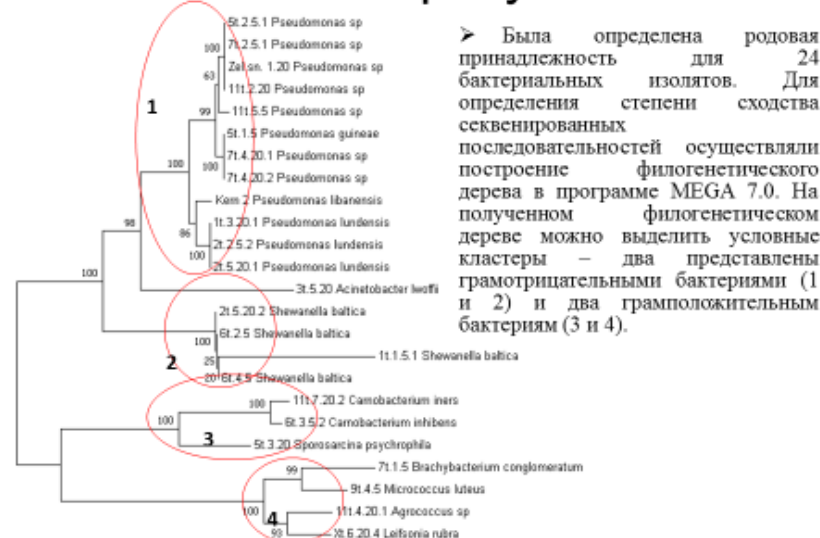 5t.2.5.1 Pseudomonas sp
7t.2.5.1 Pseudomonas sp
Zel.sn. 1.20 Pseudomonas sp
11t.2.20 Pseudomonas sp
11t.5.5 Pseudomonas sp
5t.1.5 Pseudomonas guineae
7t.4.20.1 Pseudomonas sp
7t.4.20.2 Pseudomonas sp
Kern 2 Pseudomonas libanensis
1t.3.20.1 Pseudomonas lundensis
2t.2.5.2 Pseudomonas lundensis
2t.5.20.1 Pseudomonas lundensis
3t.5.20 Acinetobacter lwoffii
2t.5.20.2 Shewanella baltica
6t.2.5 Shewanella baltica
1t.1.5.1 Shewanella baltica
6t.4.5 Shewanella baltica
11t.7.20.2 Carnobacterium iners
6t.3.5.2 Carnobacterium inhibens
5t.3.20 Sporosarcina psychrophila
7t.1.5 Brachybacterium conglomeratum
9t.4.5 Micrococcus luteus
11t.4.20.1 Agrococcus sp
Xt.6.20.4 Leifsonia rubra
100
63
99
100
100
86
100
98
100
100
25
20
100
100
99
100
93
1
2
3
4
➢ Была определена родовая
принадлежность для 24
бактериальных изолятов. Для
определения степени сходства
секвенированных
последовательностей осуществляли
построение филогенетического
дерева в программе MEGA 7.0. На
полученном филогенетическом
дереве можно выделить условные
кластеры – два представлены
грамотрицательными бактериями (1
и 2) и два грамположительным
бактериям (3 и 4).